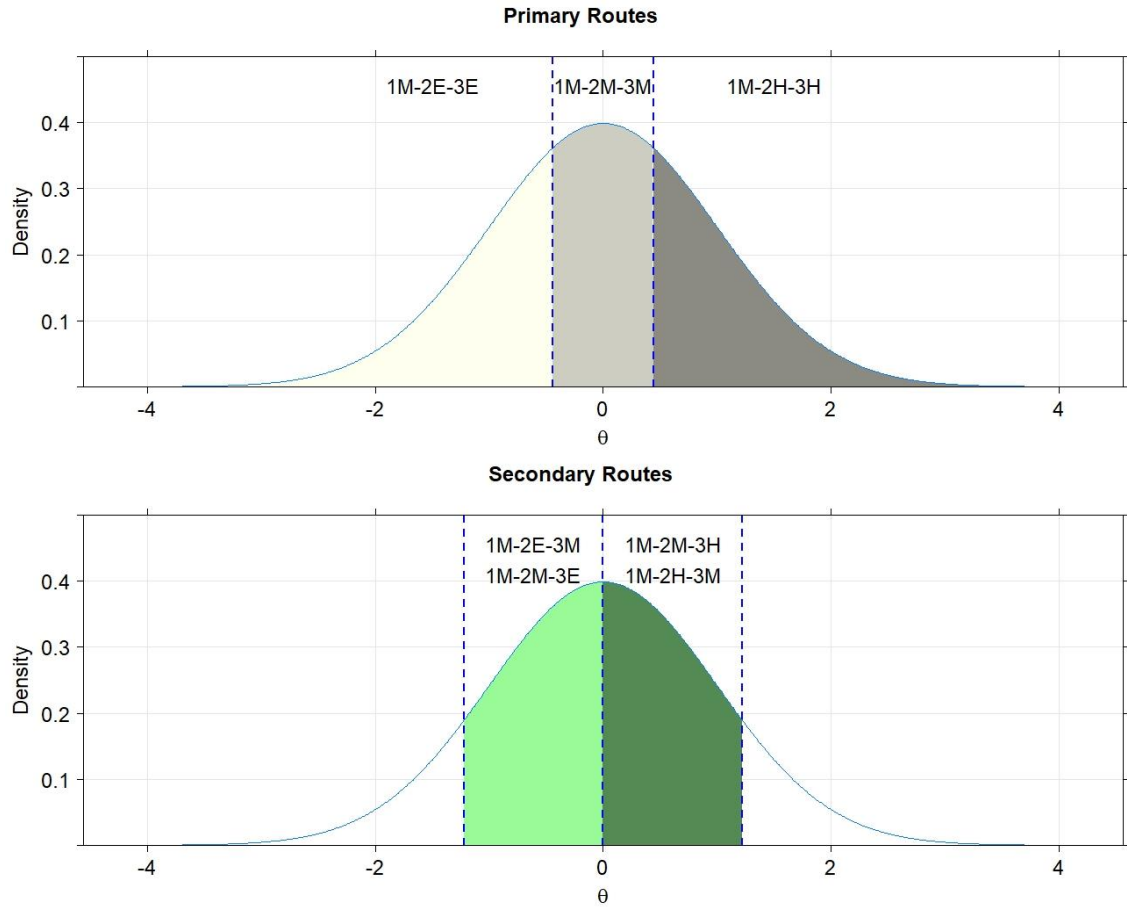 Primary Routes
1M-2E-3E 1M-2M-3M 1M-2H-3H
0.4
0.3
0.2
0.1
Density
-4 -2 0 2 4
θ
Secondary Routes
1M-2E-3M 1M-2M-3H
1M-2M-3E 1M-2H-3M
0.4
0.3
0.2
0.1
Density
-4 -2 0 2 4
θ